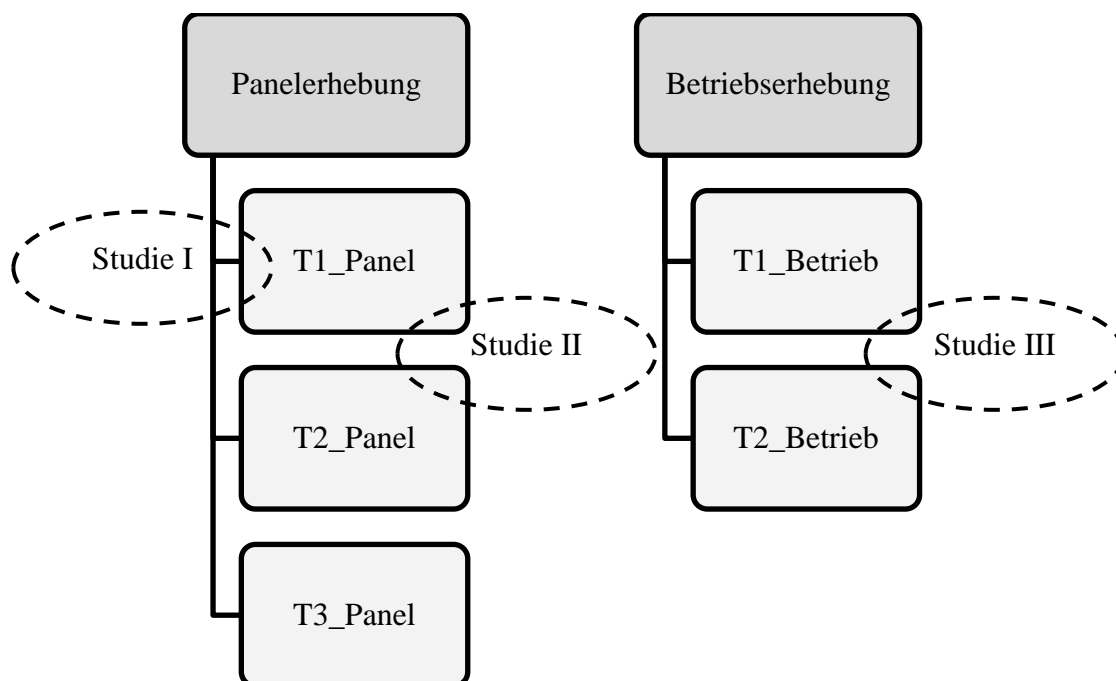 Panelerhebung
Betriebserhebung
Studie I
T1_Panel
T1_Betrieb
Studie II
Studie III
T2_Panel
T2_Betrieb
T3_Panel